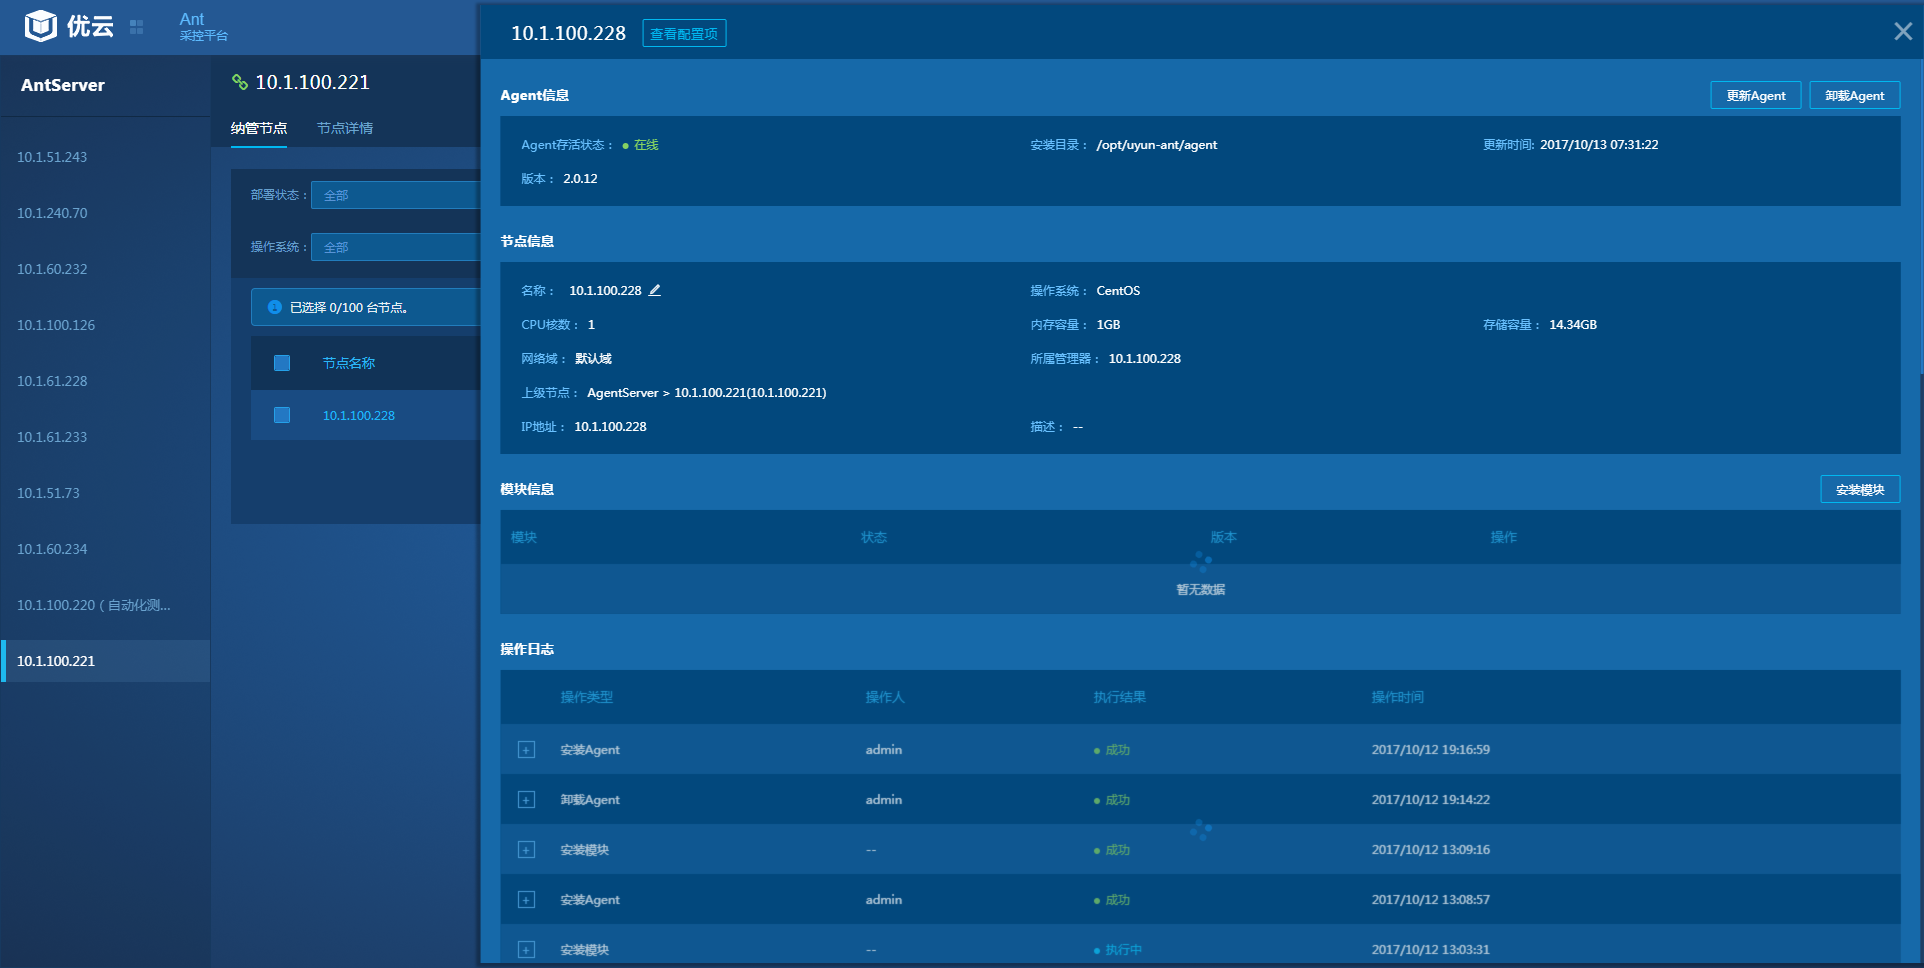 优云
Ant
采控平台
AntServer
10.1.51.243
10.1.240.70
10.1.60.232
10.1.100.126
10.1.61.228
10.1.61.233
10.1.51.73
10.1.60.234
10.1.100.220 ( 自动化测...
10.1.100.221
10.1.100.221
纳管节点 节点详情
部署状态： 全部
操作系统： 全部
已选择 0/100 台节点。
节点名称
10.1.100.228
10.1.100.228 查看配置项
Agent信息 更新Agent 卸载Agent
Agent存活状态： 在线 安装目录： /opt/uyun-ant/agent 更新时间: 2017/10/13 07:31:22
版本： 2.0.12
节点信息
名称： 10.1.100.228 操作系统： CentOS
CPU核数： 1 内存容量： 1GB 存储容量： 14.34GB
网络域： 默认域 所属管理器： 10.1.100.228
上级节点： AgentServer > 10.1.100.221(10.1.100.221)
IP地址： 10.1.100.228 描述： --
模块信息 安装模块
模块 状态 版本 操作
暂无数据
操作日志
操作类型 操作人 执行结果 操作时间
安装Agent admin 成功 2017/10/12 19:16:59
卸载Agent admin 成功 2017/10/12 19:14:22
安装模块 -- 成功 2017/10/12 13:09:16
安装Agent admin 成功 2017/10/12 13:08:57
安装模块 -- 执行中 2017/10/12 13:03:31